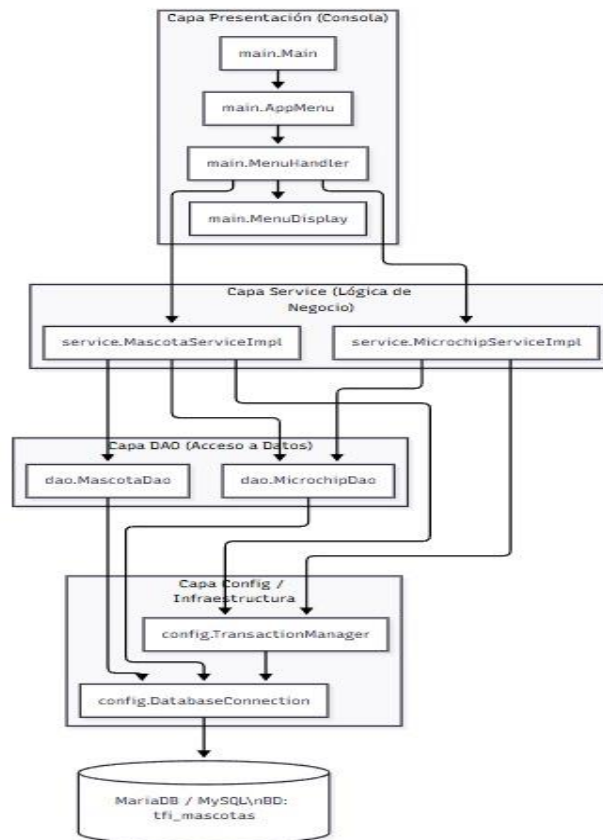 Capa Presentación (Consola)
main.Main
main.AppMenu
main.MenuHandler
main.MenuDisplay
Capa Service (Lógica de
Negocio)
service.MascotaServiceImpl
service.MicrochipServiceImpl
Capa DAO (Acceso a Datos)
dao.MascotaDao
dao.MicrochipDao
Capa Config /
Infraestructura
config.TransactionManager
config.DatabaseConnection
MariaDB / MySQL\nBD:
tfi_mascotas